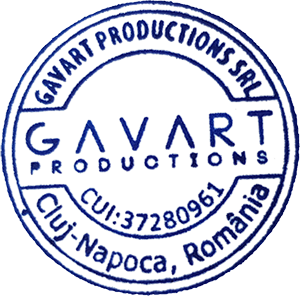 GAVART PRODUCTIONS SRL
GAVART
PRODUCTIONS
CUI:37280961
Cluj-Napoca, România